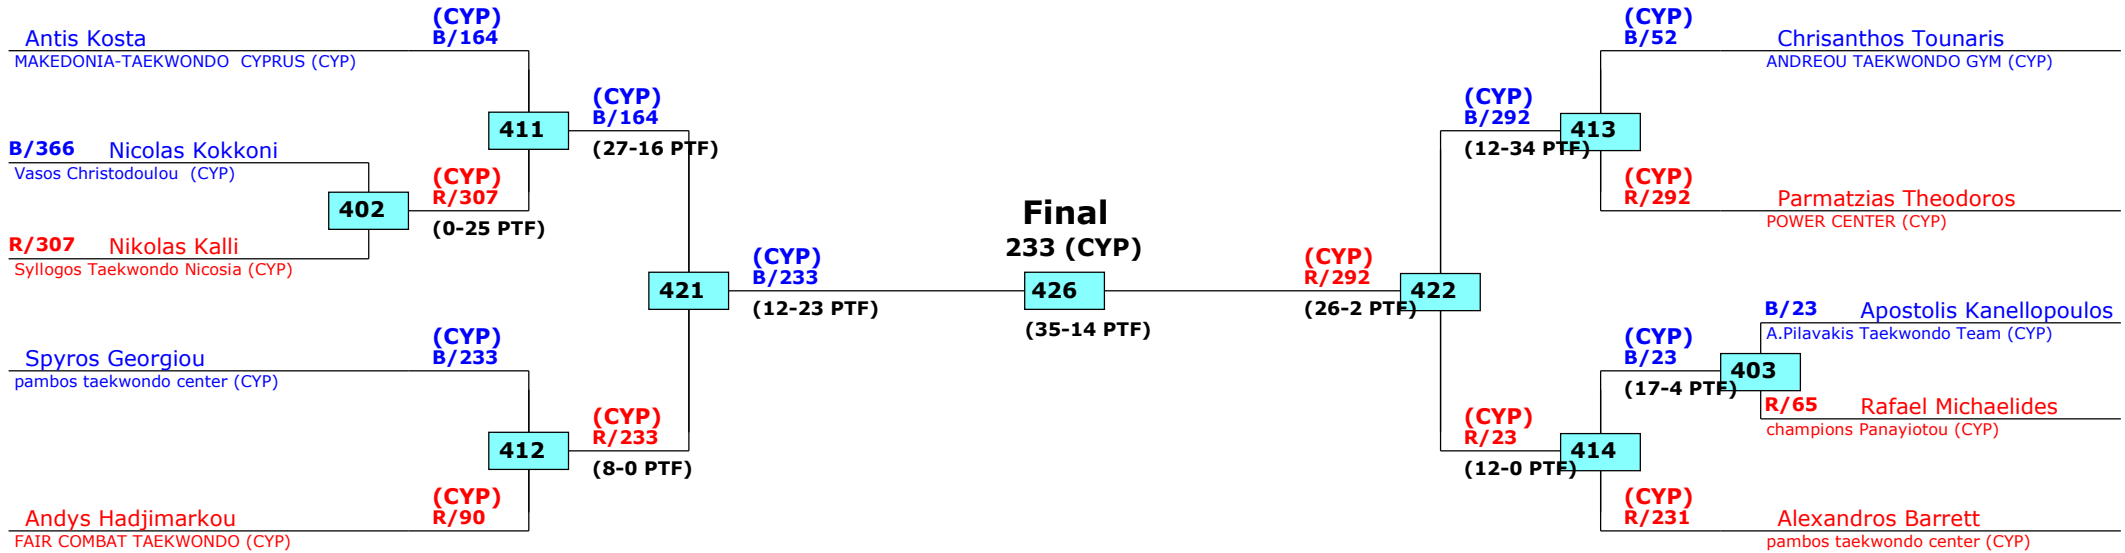 (CYP)
B/164
Antis Kosta
MAKEDONIA-TAEKWONDO  CYPRUS (CYP)
411
(CYP)
B/164
(27-16 PTF)
B/366 Nicolas Kokkoni
Vasos Christodoulou  (CYP)
402
(CYP)
R/307
(0-25 PTF)
R/307 Nikolas Kalli
Syllogos Taekwondo Nicosia (CYP)
421
(CYP)
B/233
(12-23 PTF)
(CYP)
B/233
Spyros Georgiou
pambos taekwondo center (CYP)
412
(CYP)
R/233
(8-0 PTF)
(CYP)
R/90
Andys Hadjimarkou
FAIR COMBAT TAEKWONDO (CYP)
Final
233 (CYP)
426
(35-14 PTF)
(CYP)
R/292
(26-2 PTF)
422
(CYP)
B/292
(12-34 PTF)
413
(CYP)
B/52
Chrisanthos Tounaris
ANDREOU TAEKWONDO GYM (CYP)
(CYP)
R/292
Parmatzias Theodoros
POWER CENTER (CYP)
B/23 Apostolis Kanellopoulos
A.Pilavakis Taekwondo Team (CYP)
(CYP)
B/23
(17-4 PTF)
403
R/65 Rafael Michaelides
champions Panayiotou (CYP)
(CYP)
R/23
(12-0 PTF)
414
(CYP)
R/231
Alexandros Barrett
pambos taekwondo center (CYP)